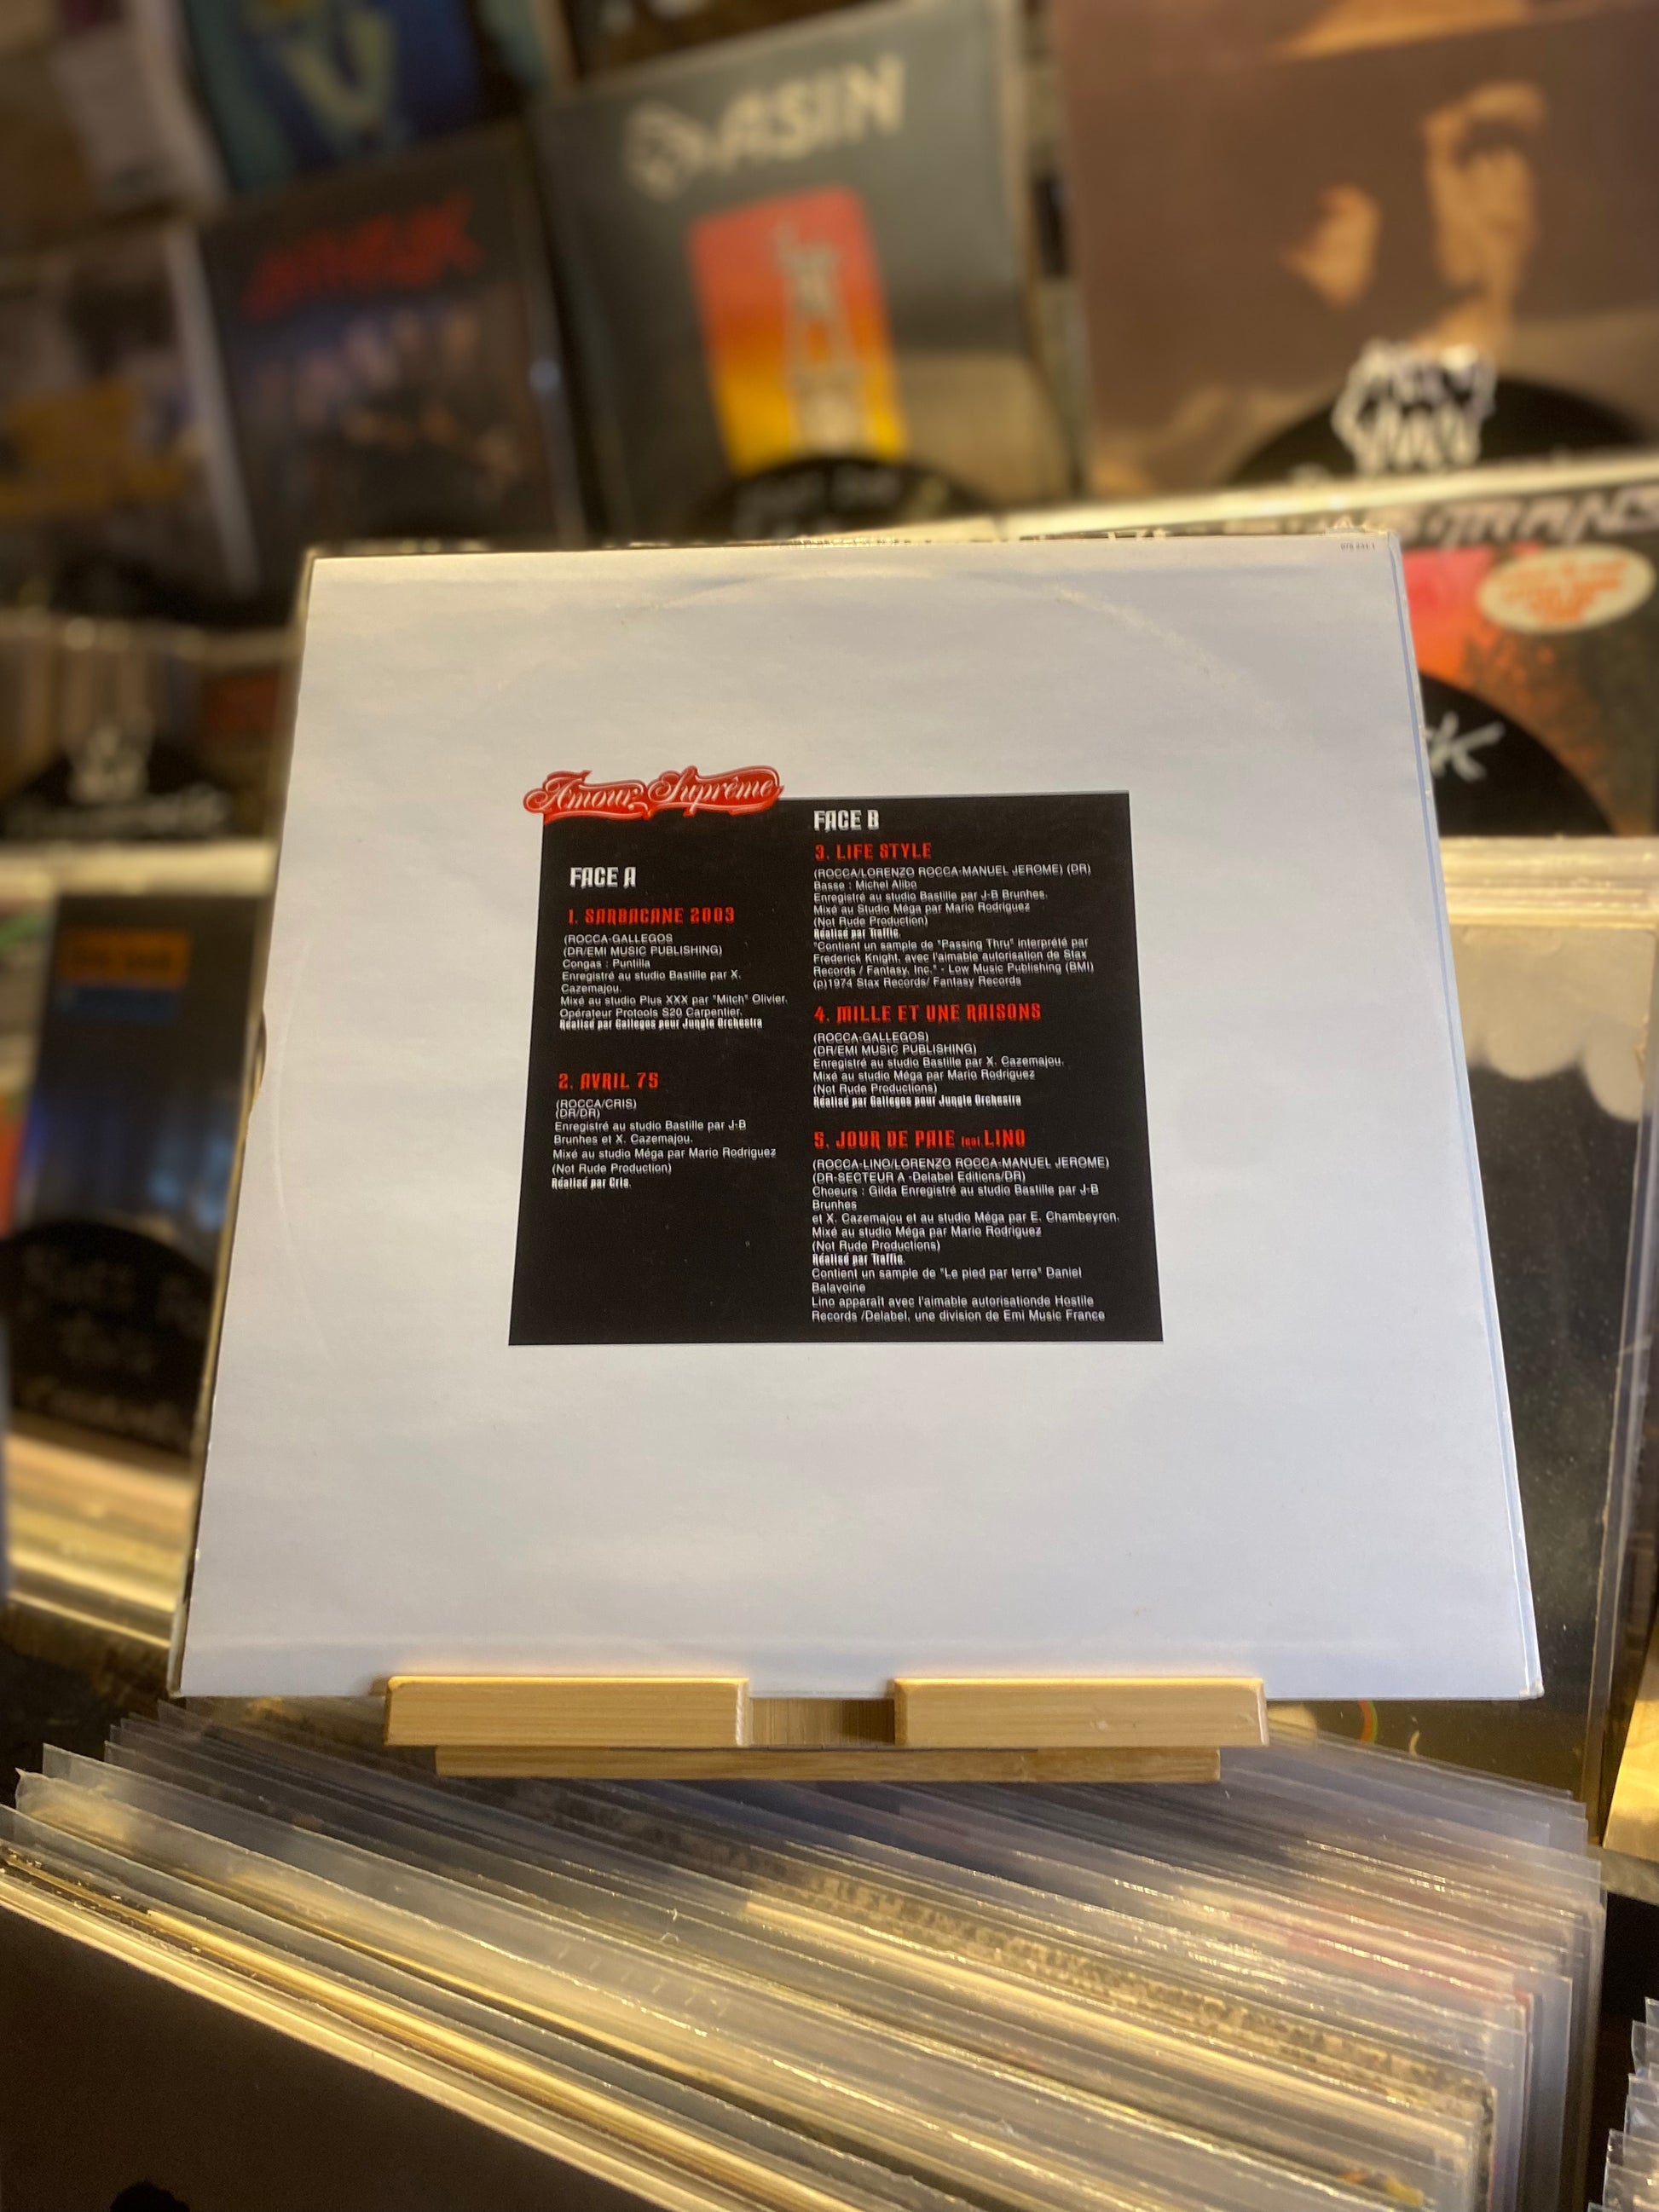 ASIN
Amour Suprême
FACE A
1. SARBACANE 2003
(ROCCA-GALLEGOS
(DR/EMI MUSIC PUBLISHING)
Congas : Puntilla
Enregistré au studio Bastille par X.
Cazemajou.
Mixé au studio Plus XXX par "Mitch" Olivier.
Opérateur Protools S20 Carpentier.
Réalisé par Gallegos pour Jungle Orchestra
2. AVRIL 75
(ROCCA/CRIS)
(DR/DR)
Enregistré au studio Bastille par J-B
Brunhes et X. Cazemajou.
Mixé au studio Méga par Mario Rodriguez
(Not Rude Production)
Réalisé par Cris.
FACE B
3. LIFE STYLE
(ROCCA/LORENZO ROCCA-MANUEL JEROME) (DR)
Basse : Michel Alibo
Enregistré au studio Bastille par J-B Brunhes.
Mixé au Studio Méga par Mario Rodriguez
(Not Rude Production)
Réalisé par Traffic.
"Contient un sample de "Passing Thru" interprété par
Frederick Knight, avec l'aimable autorisation de Stax
Records / Fantasy, Inc." - Low Music Publishing (BMI)
(p)1974 Stax Records/ Fantasy Records
4. MILLE ET UNE RAISONS
(ROCCA-GALLEGOS)
(DR/EMI MUSIC PUBLISHING)
Enregistré au studio Bastille par X. Cazemajou.
Mixé au studio Méga par Mario Rodriguez
(Not Rude Productions)
Réalisé par Gallegos pour Jungle Orchestra
5. JOUR DE PAIE feat. LINO
(ROCCA-LINO/LORENZO ROCCA-MANUEL JEROME)
(DR-SECTEUR A -Delabel Editions/DR)
Choeurs : Gilda Enregistré au studio Bastille par J-B
Brunhes
et X. Cazemajou et au studio Méga par E. Chambeyron.
Mixé au studio Méga par Mario Rodriguez
(Not Rude Productions)
Réalisé par Traffic.
Contient un sample de "Le pied par terre" Daniel
Balavoine
Lino apparaît avec l'aimable autorisationde Hostile
Records /Delabel, une division de Emi Music France